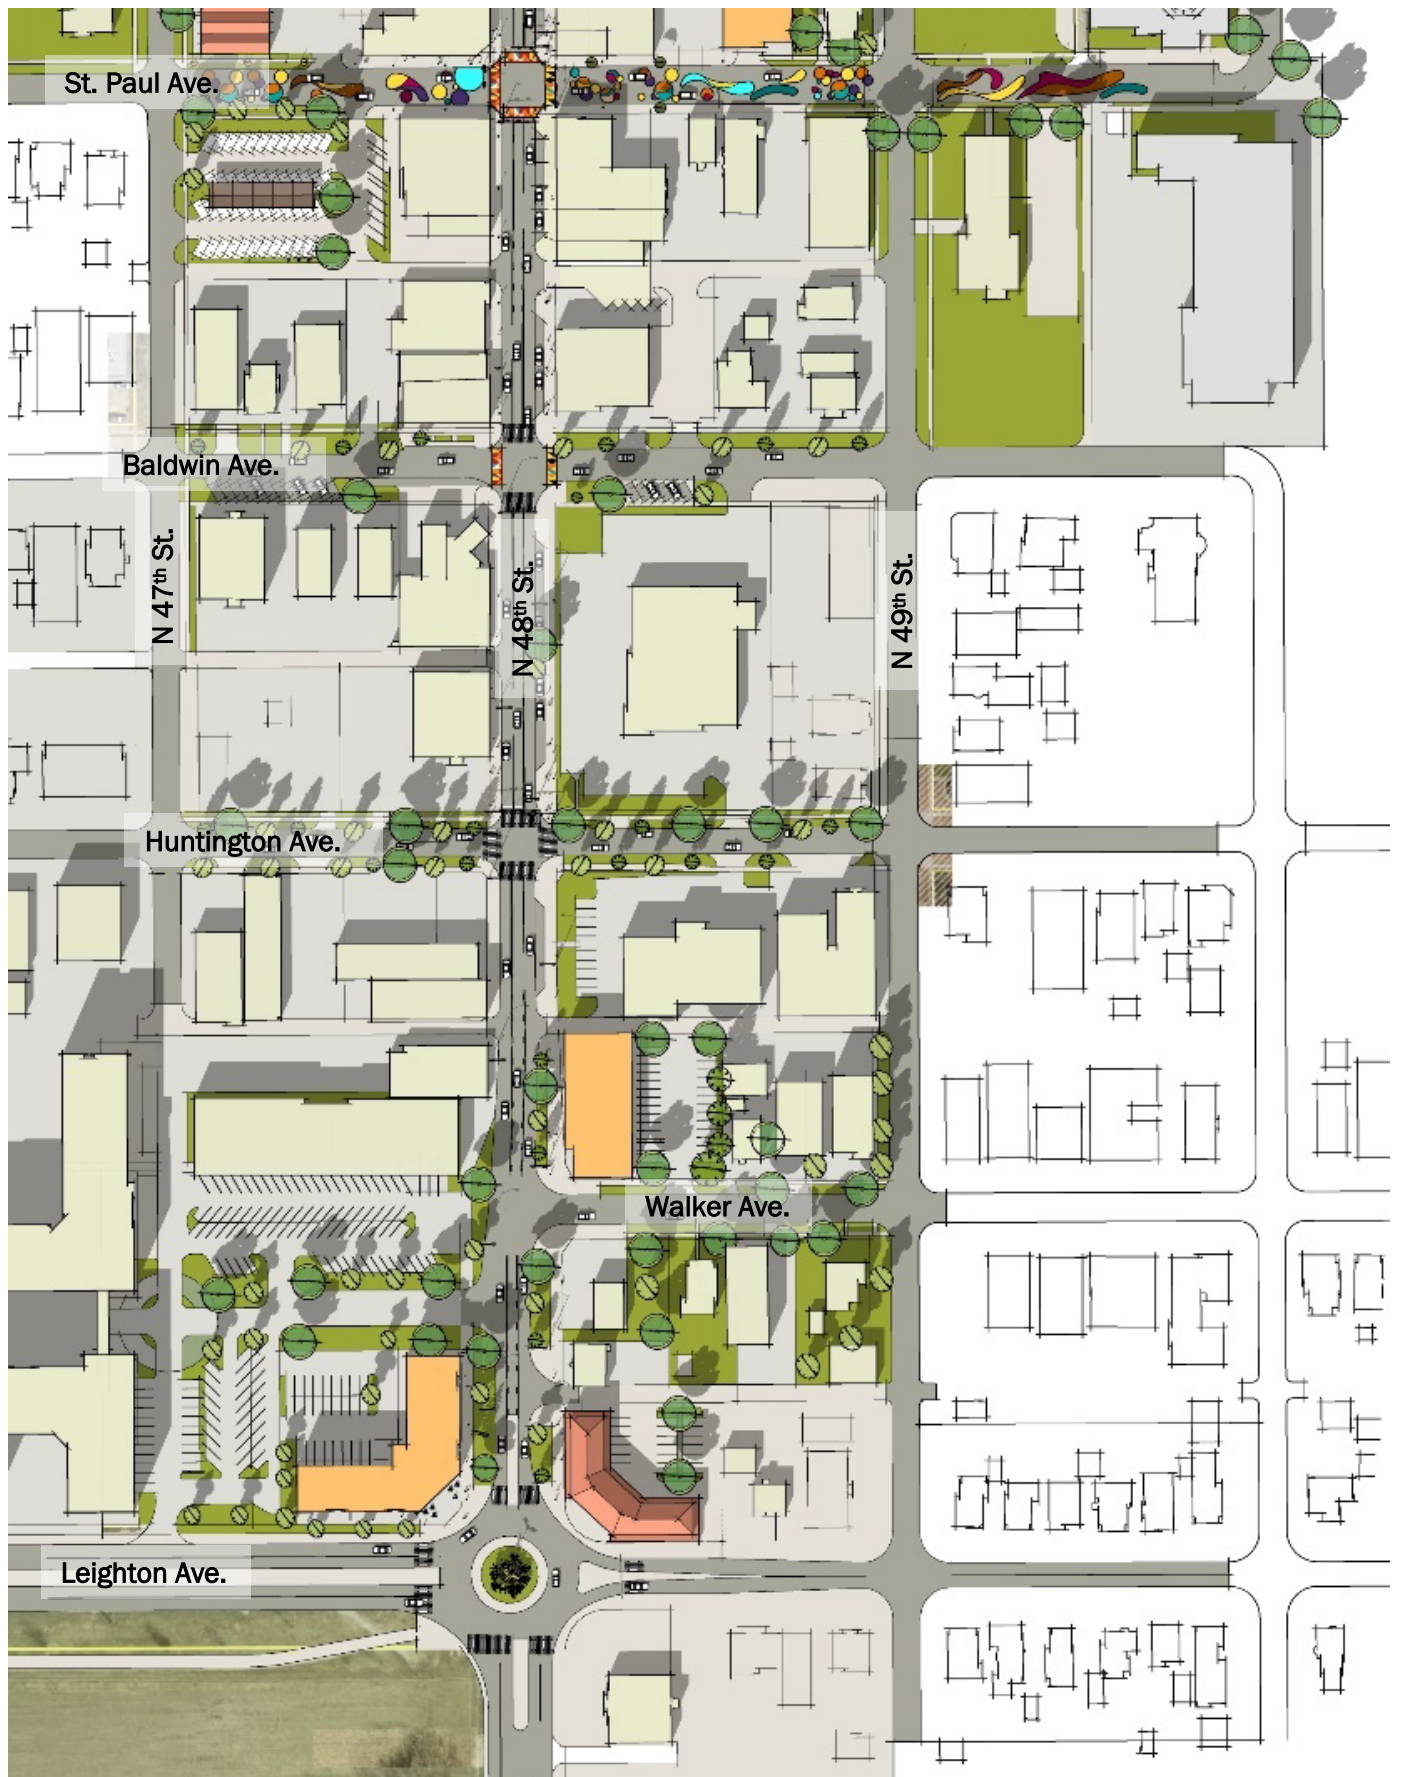 St. Paul Ave.
Baldwin Ave.
N 47th St.
N 48th St.
N 49th St.
Huntington Ave.
Walker Ave.
Leighton Ave.